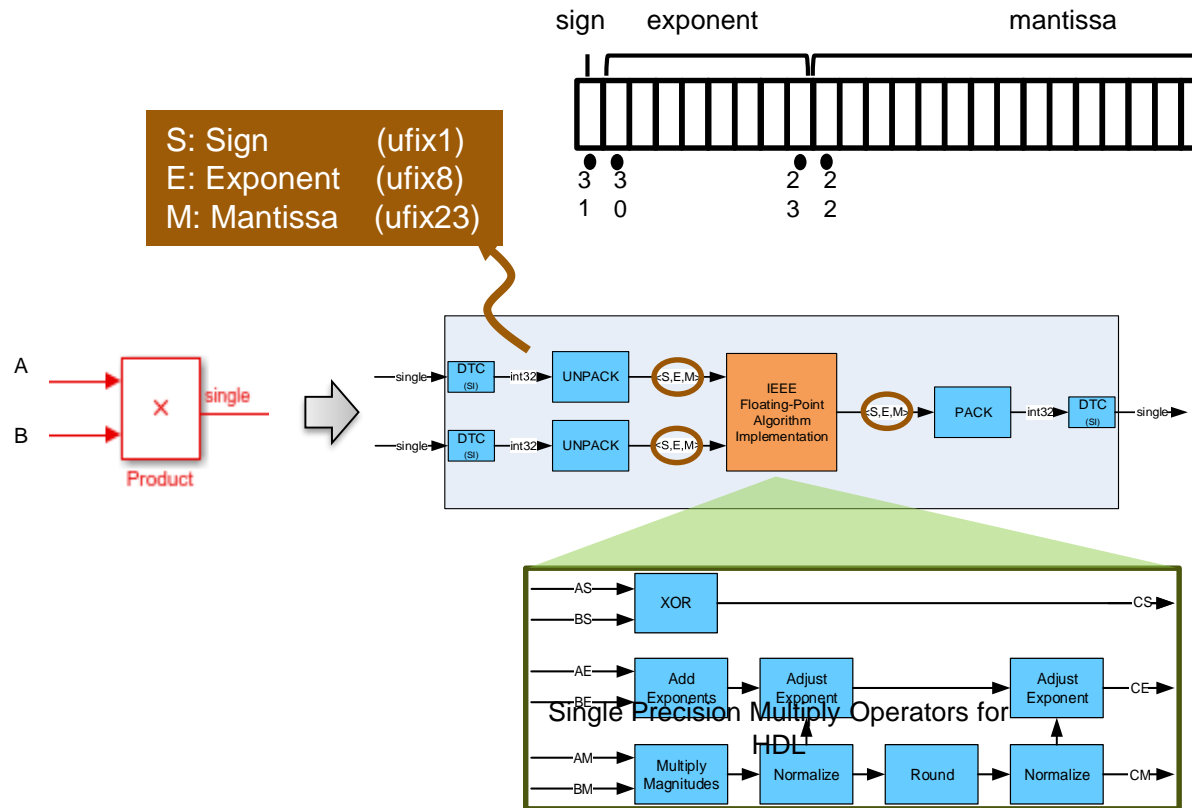 sign exponent mantissa
3 3 2 2
1 0 3 2
S: Sign (ufix1)
E: Exponent (ufix8)
M: Mantissa (ufix23)
A
B
×
single
Product
single DTC (SI) int32 UNPACK <S,E,M>
single DTC (SI) int32 UNPACK <S,E,M>
IEEE
Floating-Point
Algorithm
Implementation
<S,E,M> PACK int32 DTC (SI) single
AS
BS
XOR
CS
AE
BE
Add
Exponents
Adjust
Exponent
Adjust
Exponent
CE
Single Precision Multiply Operators for
HDL
AM
BM
Multiply
Magnitudes
Normalize
Round
Normalize
CM